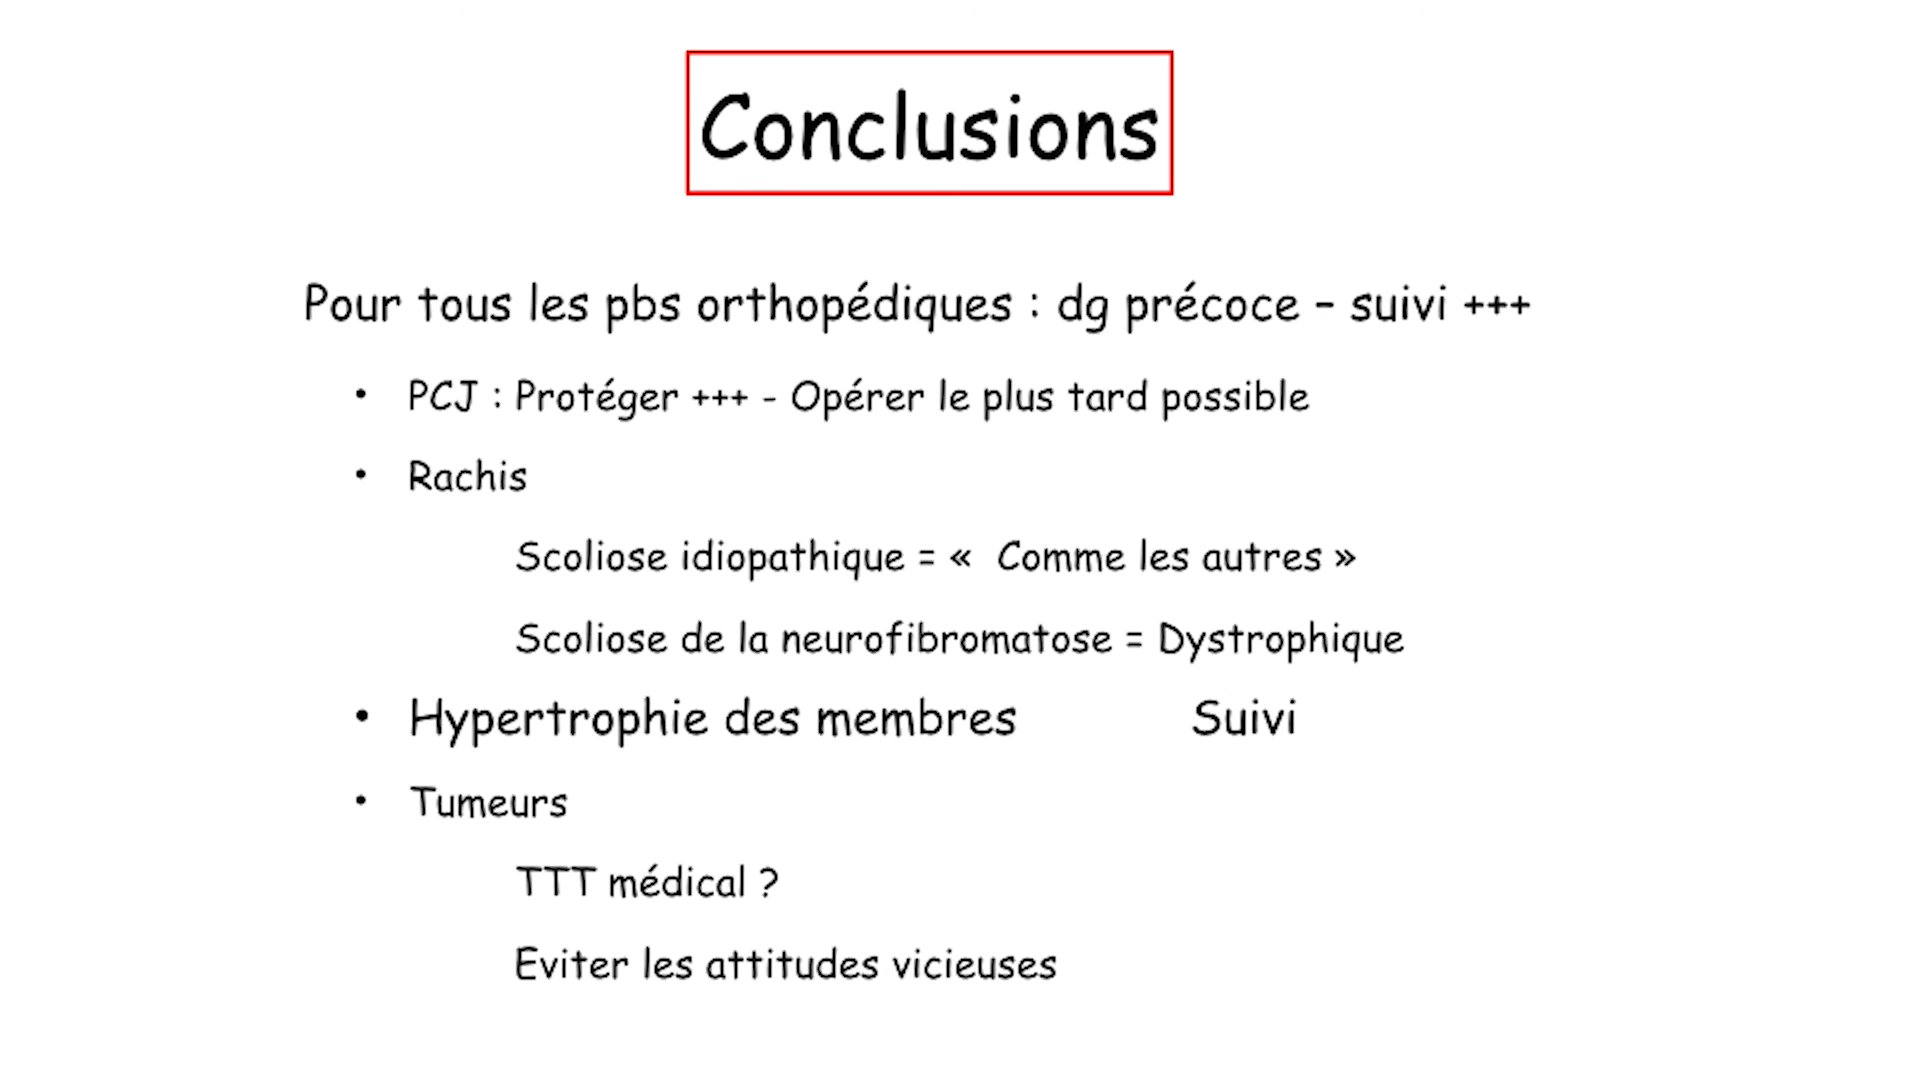 Conclusions
Pour tous les pbs orthopédiques : dg précoce – suivi +++
• PCJ : Protéger +++ - Opérer le plus tard possible
• Rachis
Scoliose idiopathique = «  Comme les autres »
Scoliose de la neurofibromatose = Dystrophique
• Hypertrophie des membres Suivi
• Tumeurs
TTT médical ?
Eviter les attitudes vicieuses